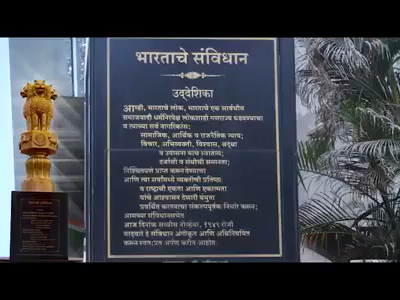 भारताचे संविधान
उद्देशिका
आम्ही, भारताचे लोक, भारताचे एक सार्वभौम
समाजवादी धर्मनिरपेक्ष लोकशाही गणराज्य घडवण्याचा
व त्याच्या सर्व नागरिकांस:
सामाजिक, आर्थिक व राजनैतिक न्याय;
विचार, अभिव्यक्ती, विश्वास, श्रद्धा
व उपासना यांचे स्वातंत्र्य;
दर्जाची व संधीची समानता;
निश्चितपणे प्राप्त करून देण्याचा
आणि त्या सर्वांमध्ये व्यक्तीची प्रतिष्ठा
व राष्ट्राची एकता आणि एकात्मता
यांचे आश्वासन देणारी बंधुता
प्रवर्धित करण्याचा संकल्पपूर्वक निर्धार करून;
आमच्या संविधानसभेत
आज दिनांक सव्वीस नोव्हेंबर, १९४९ रोजी
याद्वारे हे संविधान अंगीकृत आणि अधिनियमित
करून स्वत:प्रत अर्पण करीत आहोत.